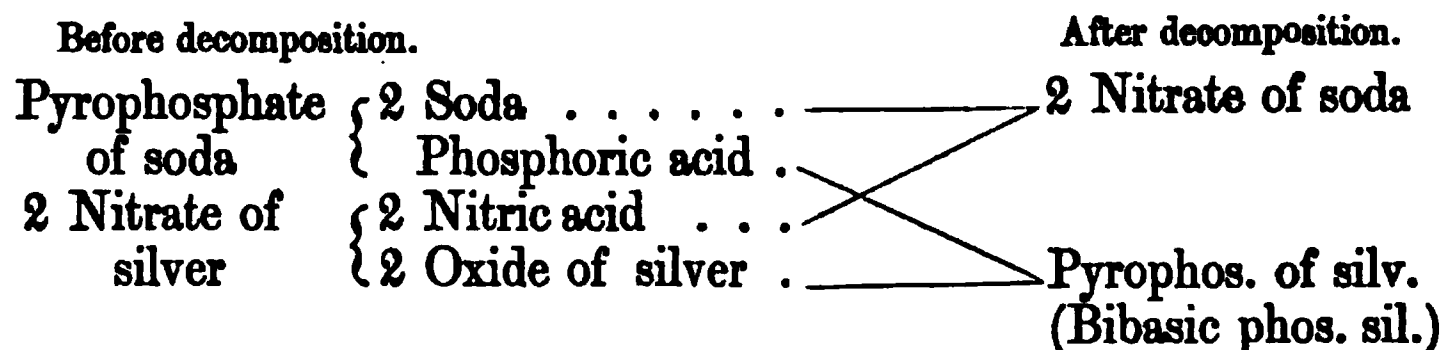 Before decomposition. After decomposition.
Pyrophosphate { 2 Soda . . . . . . 2 Nitrate of soda
of soda Phosphoric acid .
2 Nitrate of { 2 Nitric acid . . .
silver 2 Oxide of silver . Pyrophos. of silv.
(Bibasic phos. sil.)